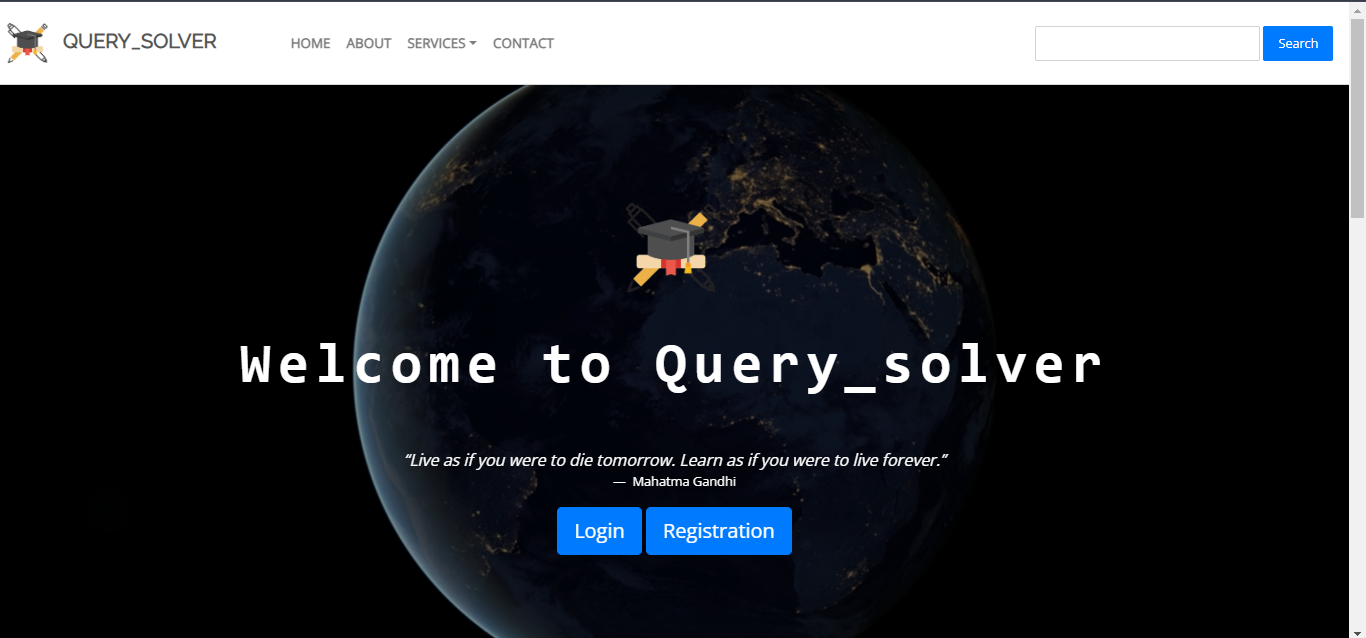 QUERY_SOLVER HOME ABOUT SERVICES CONTACT Search
Welcome to Query_solver
“Live as if you were to die tomorrow. Learn as if you were to live forever.”
— Mahatma Gandhi
Login Registration